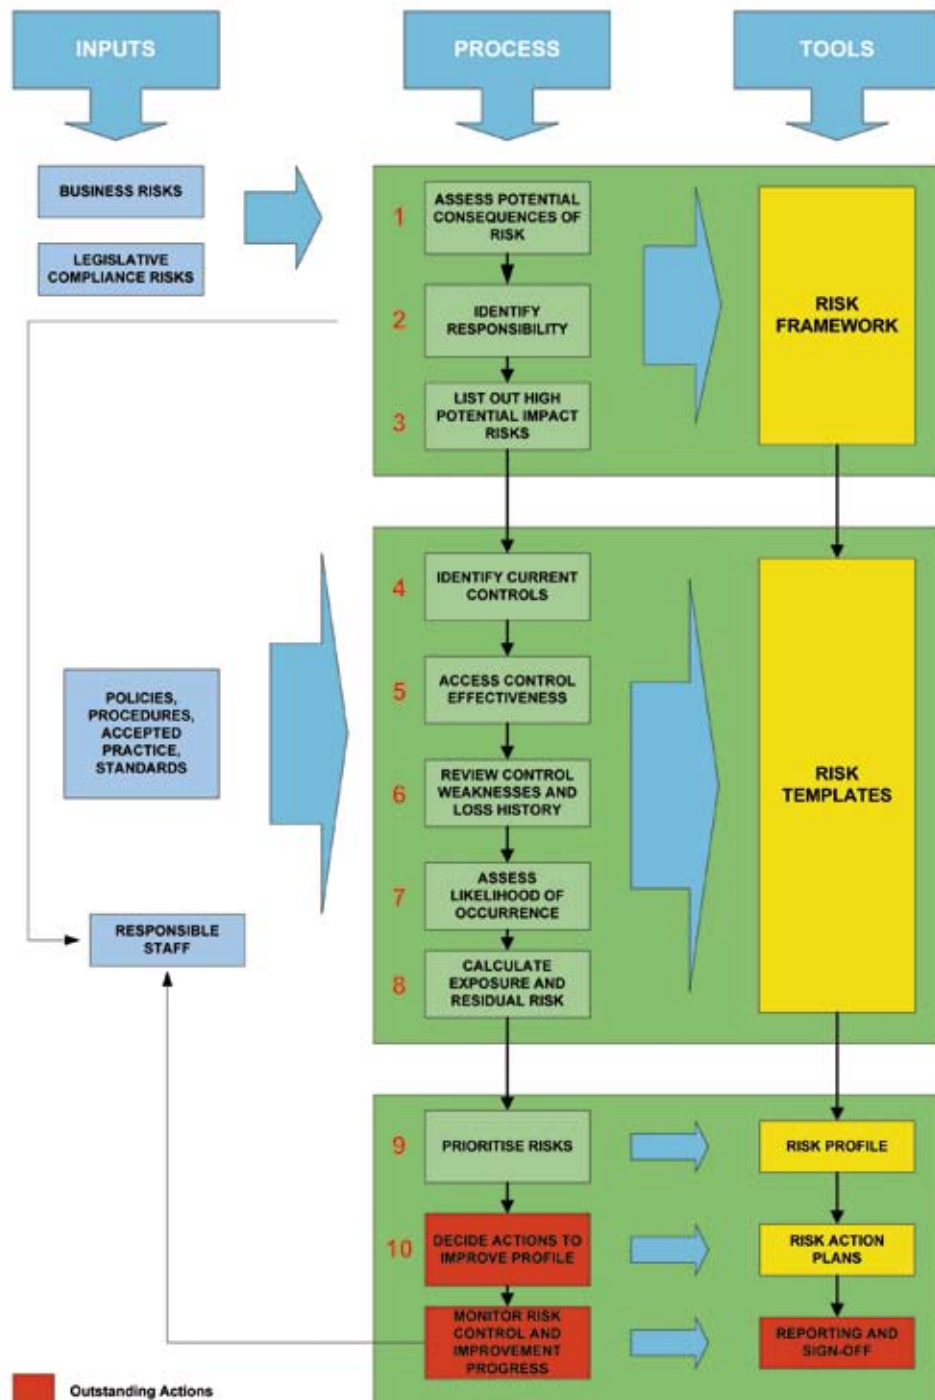 INPUTS
PROCESS
TOOLS
BUSINESS RISKS
LEGISLATIVE
COMPLIANCE RISKS
1
ASSESS POTENTIAL
CONSEQUENCES OF
RISK
2
IDENTIFY
RESPONSIBILITY
3
LIST OUT HIGH
POTENTIAL IMPACT
RISKS
RISK
FRAMEWORK
POLICIES,
PROCEDURES,
ACCEPTED
PRACTICE,
STANDARDS
RESPONSIBLE
STAFF
4
IDENTIFY CURRENT
CONTROLS
5
ACCESS CONTROL
EFFECTIVENESS
6
REVIEW CONTROL
WEAKNESSES AND
LOSS HISTORY
7
ASSESS
LIKELIHOOD OF
OCCURRENCE
8
CALCULATE
EXPOSURE AND
RESIDUAL RISK
RISK
TEMPLATES
9
PRIORITISE RISKS
RISK PROFILE
10
DECIDE ACTIONS TO
IMPROVE PROFILE
RISK ACTION
PLANS
MONITOR RISK
CONTROL AND
IMPROVEMENT
PROGRESS
REPORTING AND
SIGN-OFF
Outstanding Actions